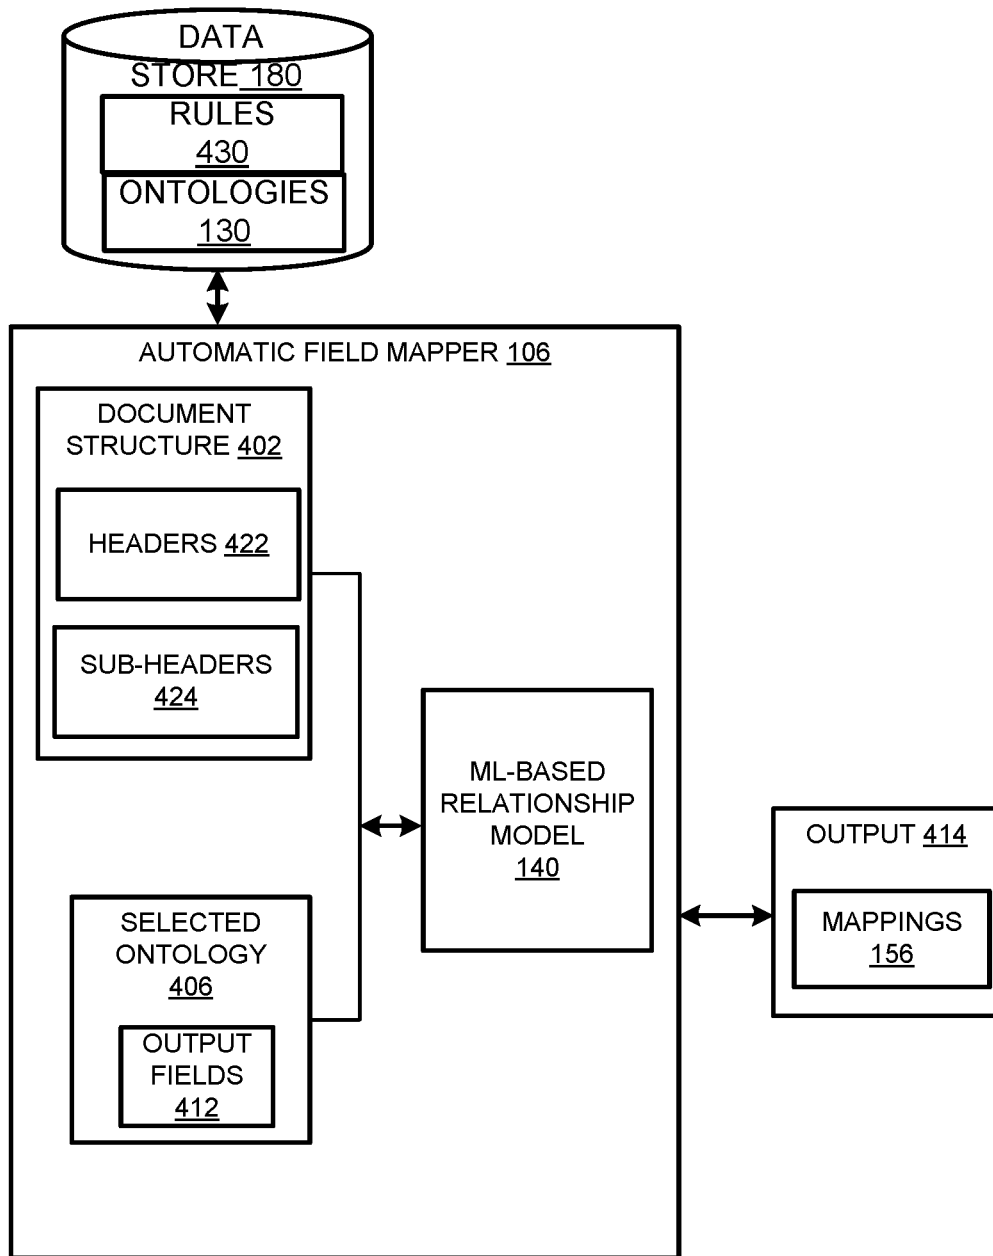 DATA
STORE 180
RULES
430
ONTOLOGIES
130
AUTOMATIC FIELD MAPPER 106
DOCUMENT
STRUCTURE 402
HEADERS 422
SUB-HEADERS
424
ML-BASED
RELATIONSHIP
MODEL
140
SELECTED
ONTOLOGY
406
OUTPUT
FIELDS
412
OUTPUT 414
MAPPINGS
156